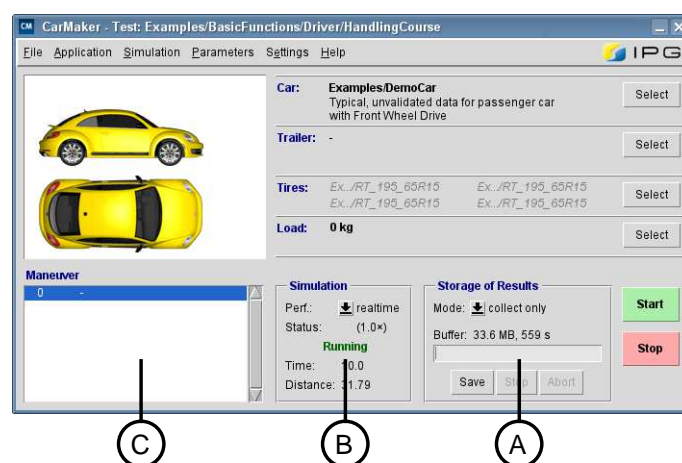 CM CarMaker - Test: Examples/BasicFunctions/Driver/HandlingCourse
File Application Simulation Parameters Settings Help IPG
Car: Examples/DemoCar
Typical, unvalidated data for passenger car
with Front Wheel Drive
Select
Trailer: -
Select
Tires: Ex../RT_195_65R15 Ex../RT_195_65R15
Ex../RT_195_65R15 Ex../RT_195_65R15
Select
Load: 0 kg
Select
Maneuver
0 -
Simulation
Perf.: realtime
Status: (1.0×)
Running
Time:
Distance:
Storage of Results
Mode: collect only
Buffer: 33.6 MB, 559 s
Save Stop Abort
Start
Stop
C B A